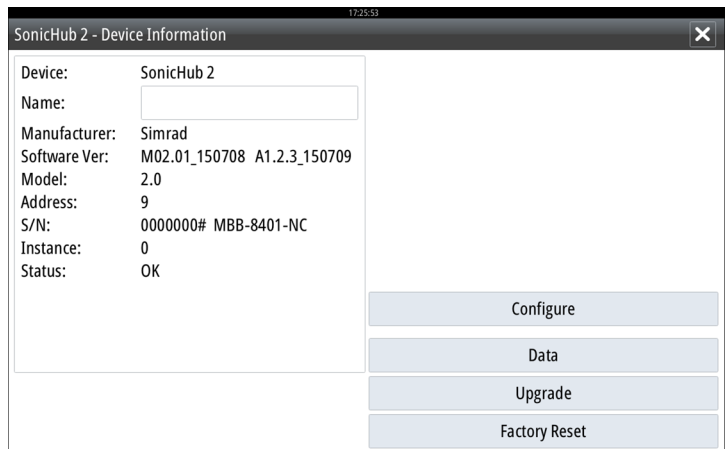 17:25:53
SonicHub 2 - Device Information
Device: SonicHub 2
Name:
Manufacturer: Simrad
Software Ver: M02.01_150708 A1.2.3_150709
Model: 2.0
Address: 9
S/N: 0000000# MBB-8401-NC
Instance: 0
Status: OK
Configure
Data
Upgrade
Factory Reset